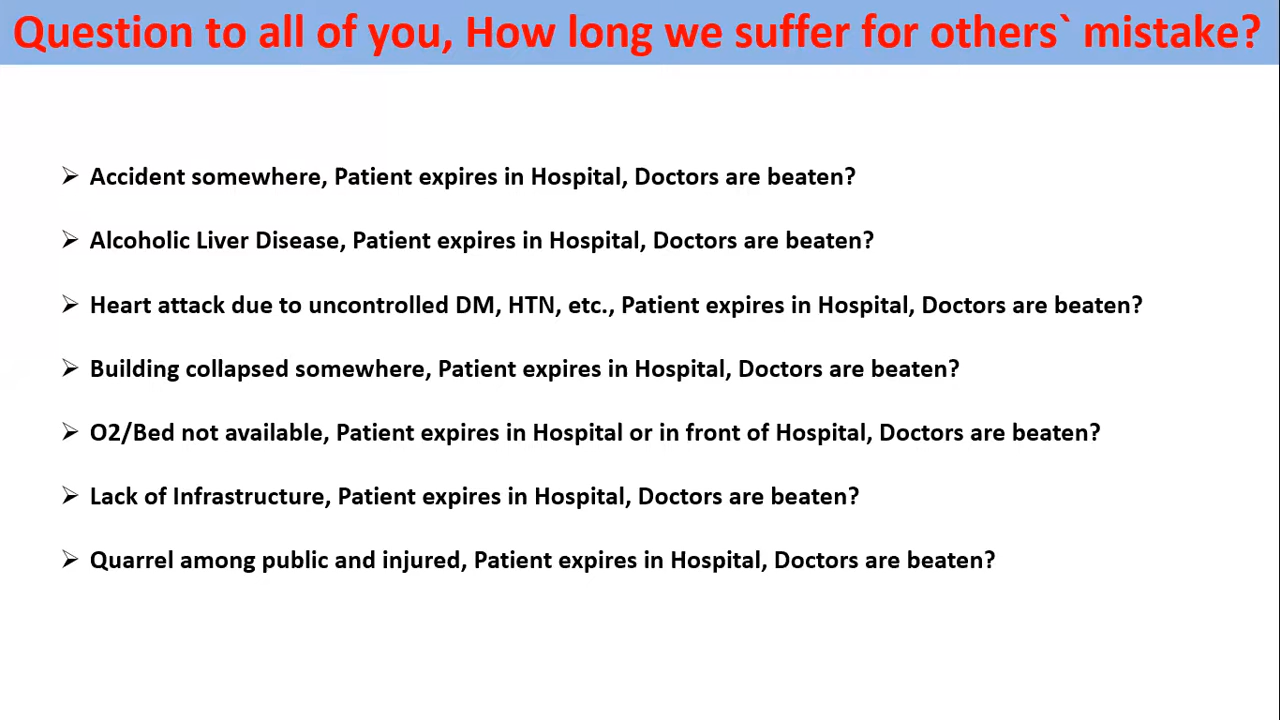 Question to all of you, How long we suffer for others` mistake?
➢ Accident somewhere, Patient expires in Hospital, Doctors are beaten?
➢ Alcoholic Liver Disease, Patient expires in Hospital, Doctors are beaten?
➢ Heart attack due to uncontrolled DM, HTN, etc., Patient expires in Hospital, Doctors are beaten?
➢ Building collapsed somewhere, Patient expires in Hospital, Doctors are beaten?
➢ O2/Bed not available, Patient expires in Hospital or in front of Hospital, Doctors are beaten?
➢ Lack of Infrastructure, Patient expires in Hospital, Doctors are beaten?
➢ Quarrel among public and injured, Patient expires in Hospital, Doctors are beaten?